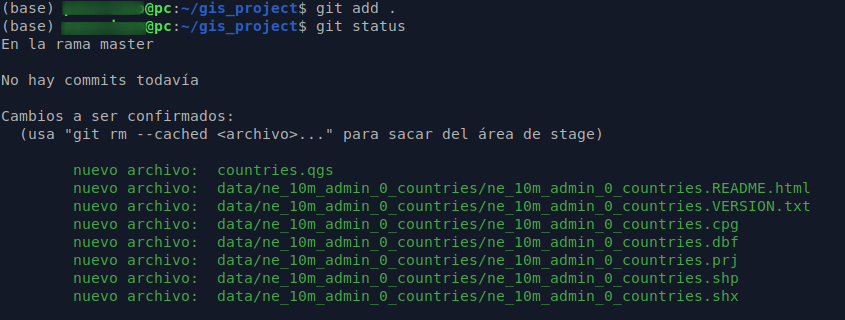 (base) @pc:~/gis_project$ git add .
(base) @pc:~/gis_project$ git status
En la rama master
No hay commits todavía
Cambios a ser confirmados:
(usa "git rm --cached <archivo>..." para sacar del área de stage)
nuevo archivo: countries.qgs
nuevo archivo: data/ne_10m_admin_0_countries/ne_10m_admin_0_countries.README.html
nuevo archivo: data/ne_10m_admin_0_countries/ne_10m_admin_0_countries.VERSION.txt
nuevo archivo: data/ne_10m_admin_0_countries/ne_10m_admin_0_countries.cpg
nuevo archivo: data/ne_10m_admin_0_countries/ne_10m_admin_0_countries.dbf
nuevo archivo: data/ne_10m_admin_0_countries/ne_10m_admin_0_countries.prj
nuevo archivo: data/ne_10m_admin_0_countries/ne_10m_admin_0_countries.shp
nuevo archivo: data/ne_10m_admin_0_countries/ne_10m_admin_0_countries.shx